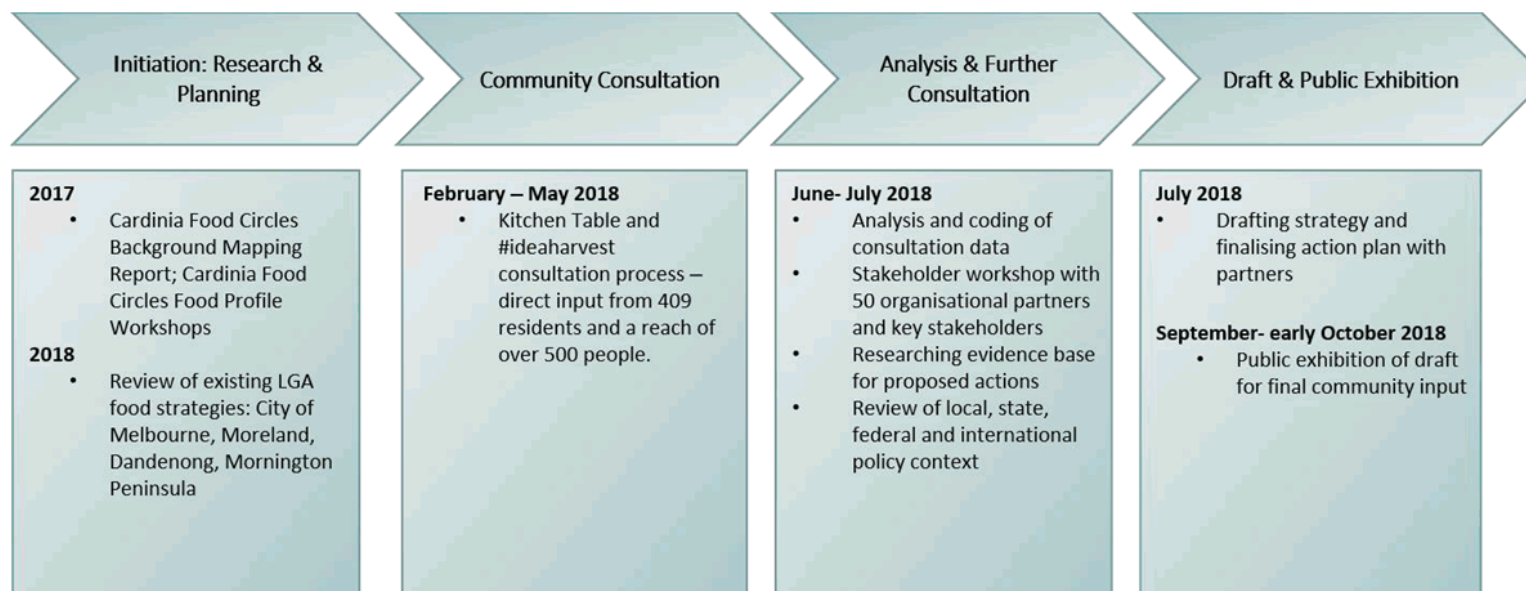 Initiation: Research &
Planning
Community Consultation
Analysis & Further
Consultation
Draft & Public Exhibition
2017
• Cardinia Food Circles
Background Mapping
Report; Cardinia Food
Circles Food Profile
Workshops
2018
• Review of existing LGA
food strategies: City of
Melbourne, Moreland,
Dandenong, Mornington
Peninsula
February – May 2018
• Kitchen Table and
#ideaharvest
consultation process –
direct input from 409
residents and a reach of
over 500 people.
June- July 2018
• Analysis and coding of
consultation data
• Stakeholder workshop with
50 organisational partners
and key stakeholders
• Researching evidence base
for proposed actions
• Review of local, state,
federal and international
policy context
July 2018
• Drafting strategy and
finalising action plan with
partners
September- early October 2018
• Public exhibition of draft
for final community input